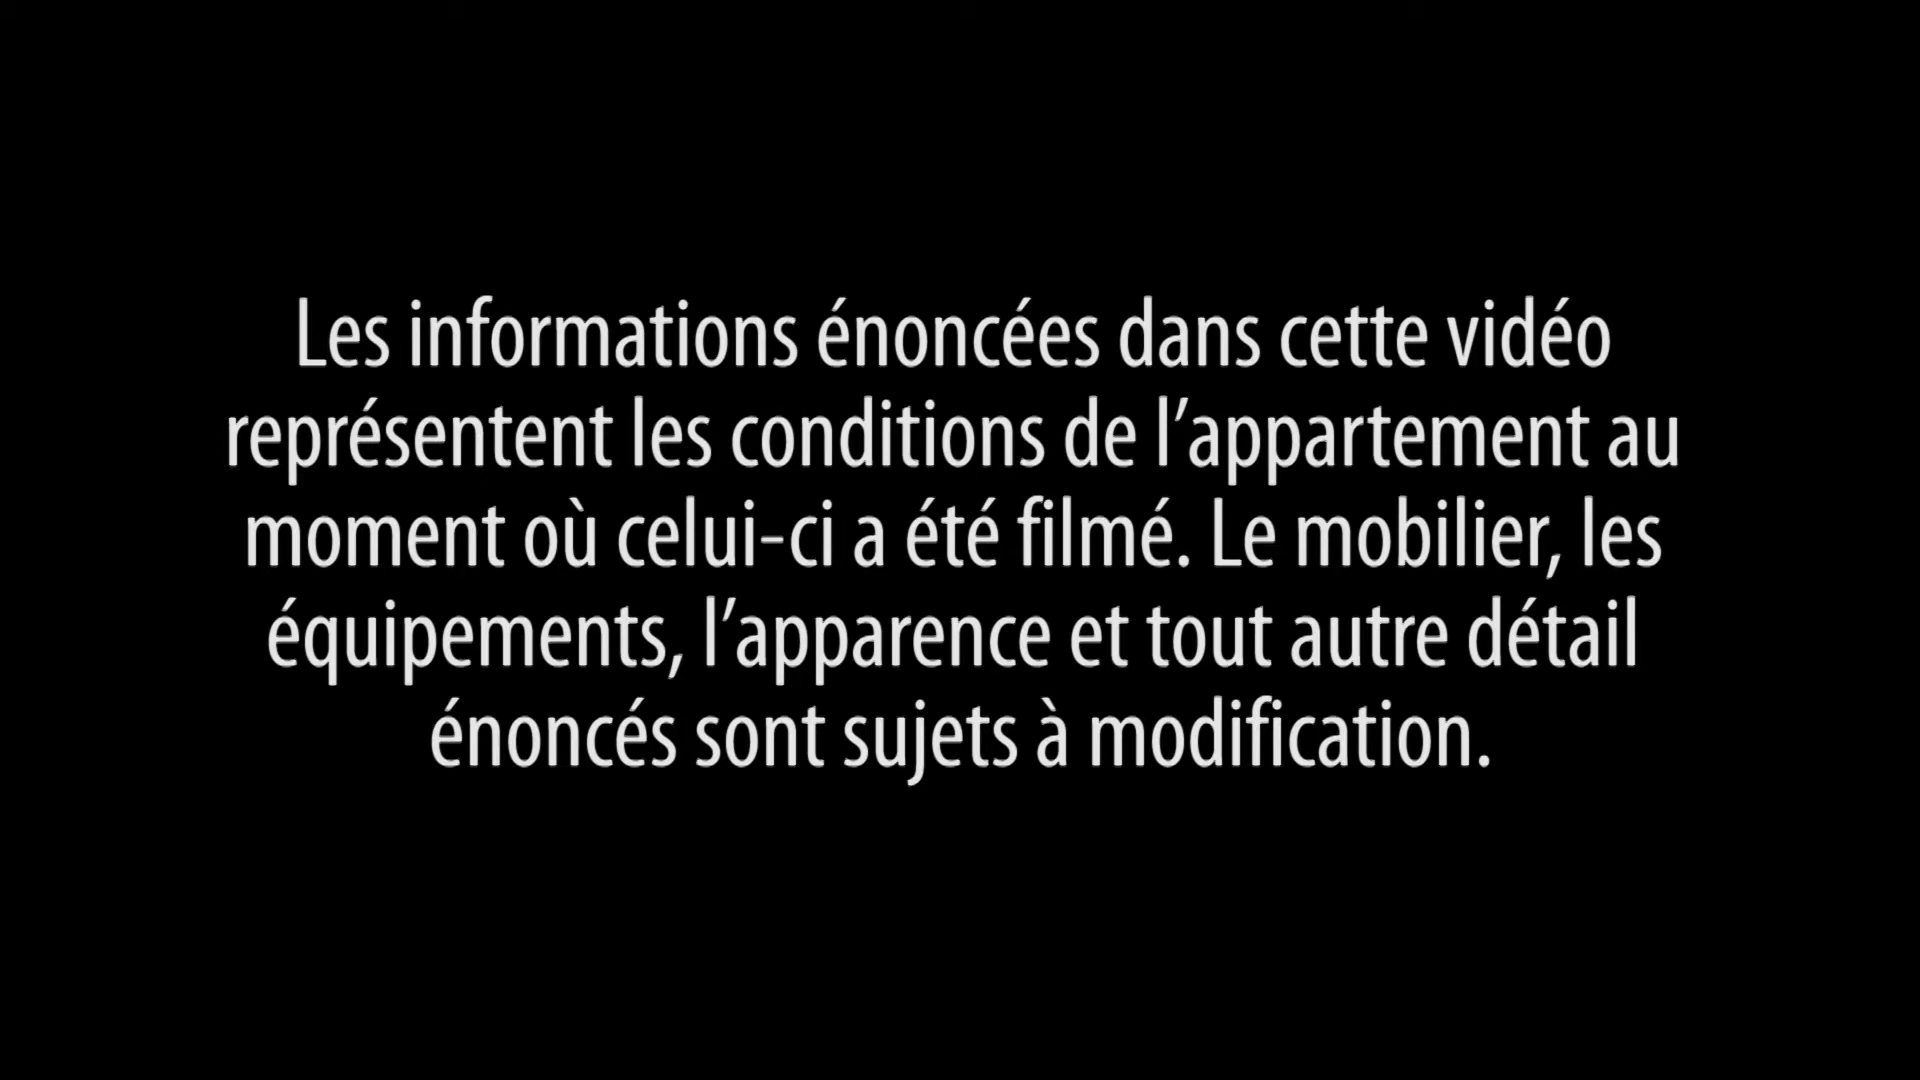 Les informations énoncées dans cette vidéo
représentent les conditions de l’appartement au
moment où celui-ci a été filmé. Le mobilier, les
équipements, l’apparence et tout autre détail
énoncés sont sujets à modification.